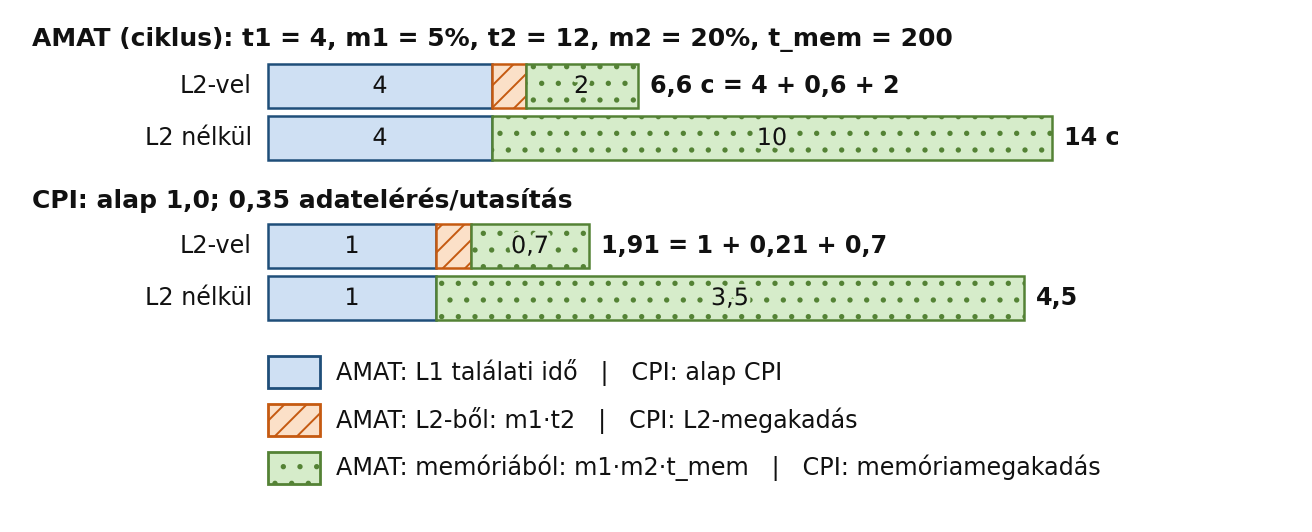 AMAT (ciklus): t1 = 4, m1 = 5%, t2 = 12, m2 = 20%, t_mem = 200
L2-vel 4 2 6,6 c = 4 + 0,6 + 2
L2 nélkül 4 10 14 c
CPI: alap 1,0; 0,35 adatelérés/utasítás
L2-vel 1 0,7 1,91 = 1 + 0,21 + 0,7
L2 nélkül 1 3,5 4,5
AMAT: L1 találati idő | CPI: alap CPI
AMAT: L2-ből: m1·t2 | CPI: L2-megakadás
AMAT: memóriából: m1·m2·t_mem | CPI: memóriamegakadás